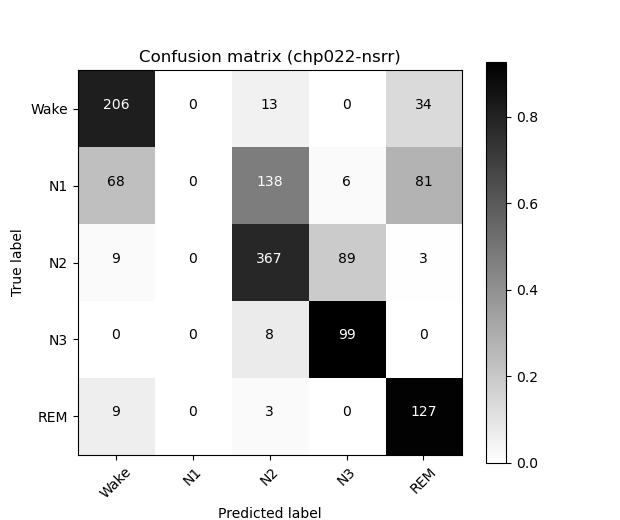 Confusion matrix (chp022-nsrr)
Wake 206 0 13 0 34
N1 68 0 138 6 81
N2 9 0 367 89 3
N3 0 0 8 99 0
REM 9 0 3 0 127
Wake N1 N2 N3 REM
Predicted label
True label
0.8
0.6
0.4
0.2
0.0